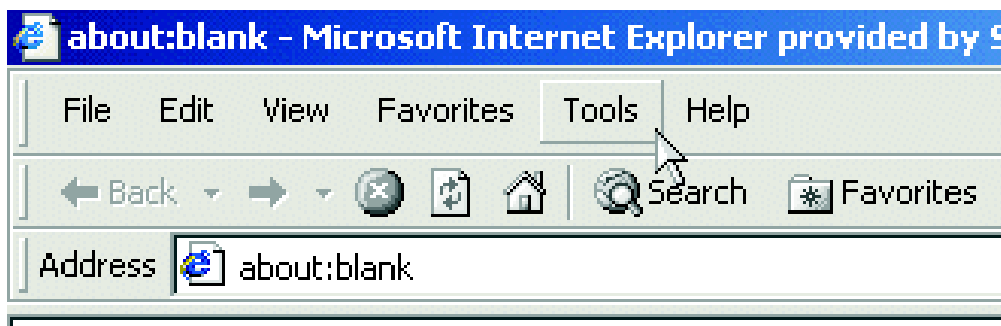 about:blank - Microsoft Internet Explorer provided by
File Edit View Favorites Tools Help
Back Search Favorites
Address about:blank